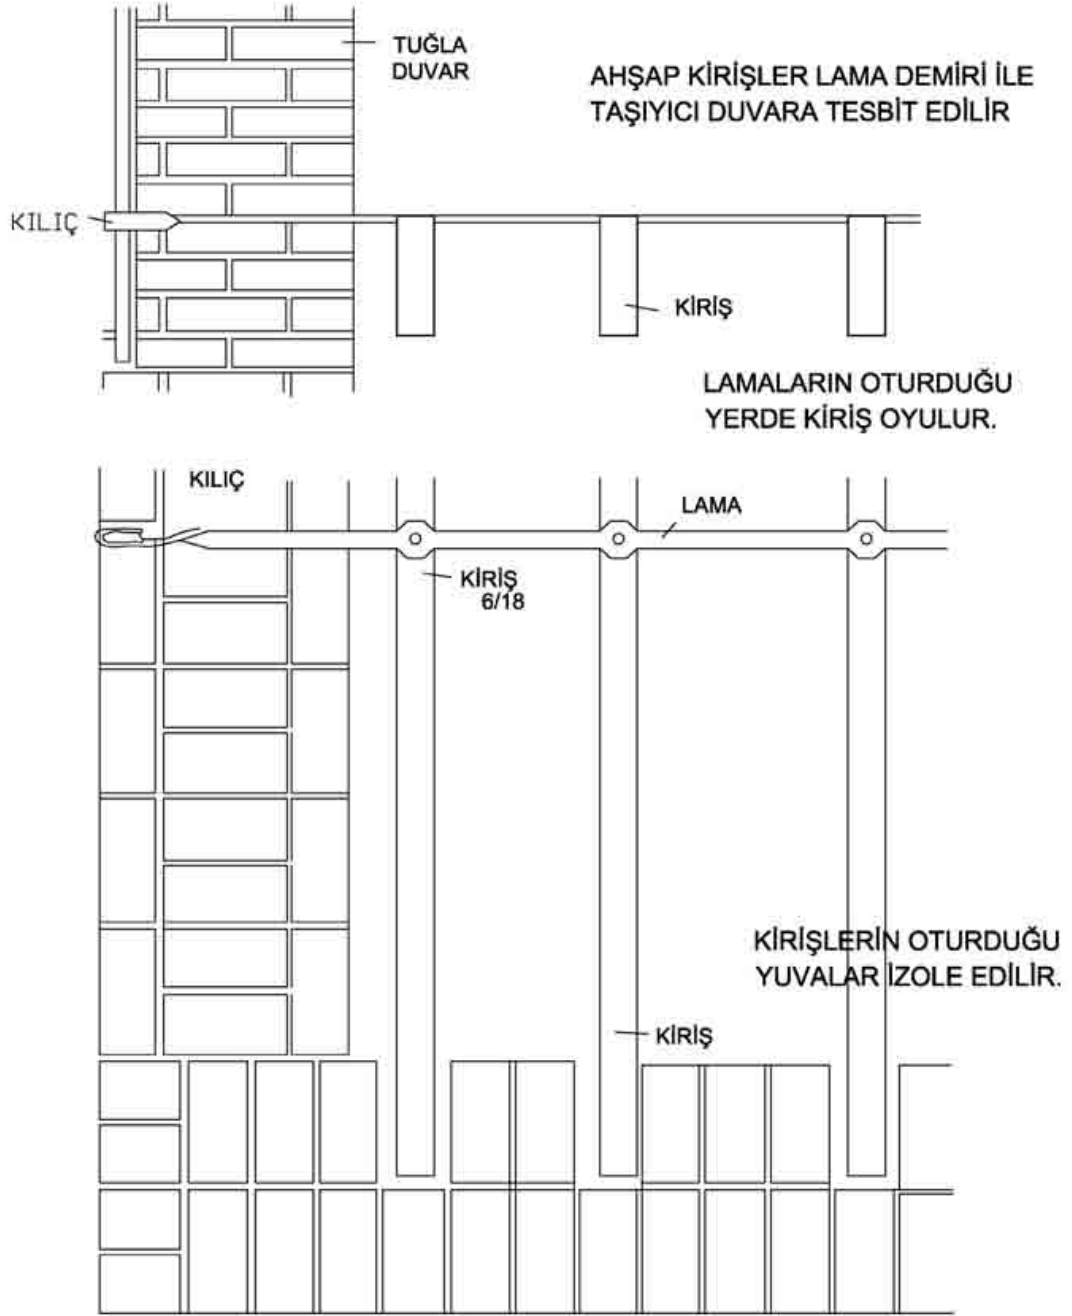 TUĞLA
DUVAR
AHŞAP KİRİŞLER LAMA DEMİRİ İLE
TAŞIYICI DUVARA TESBİT EDİLİR
KILIÇ
KİRİŞ
LAMALARIN OTURDUĞU
YERDE KİRİŞ OYULUR.
KILIÇ
LAMA
KİRİŞ
6/18
KİRİŞLERİN OTURDUĞU
YUVALAR İZOLE EDİLİR.
KİRİŞ